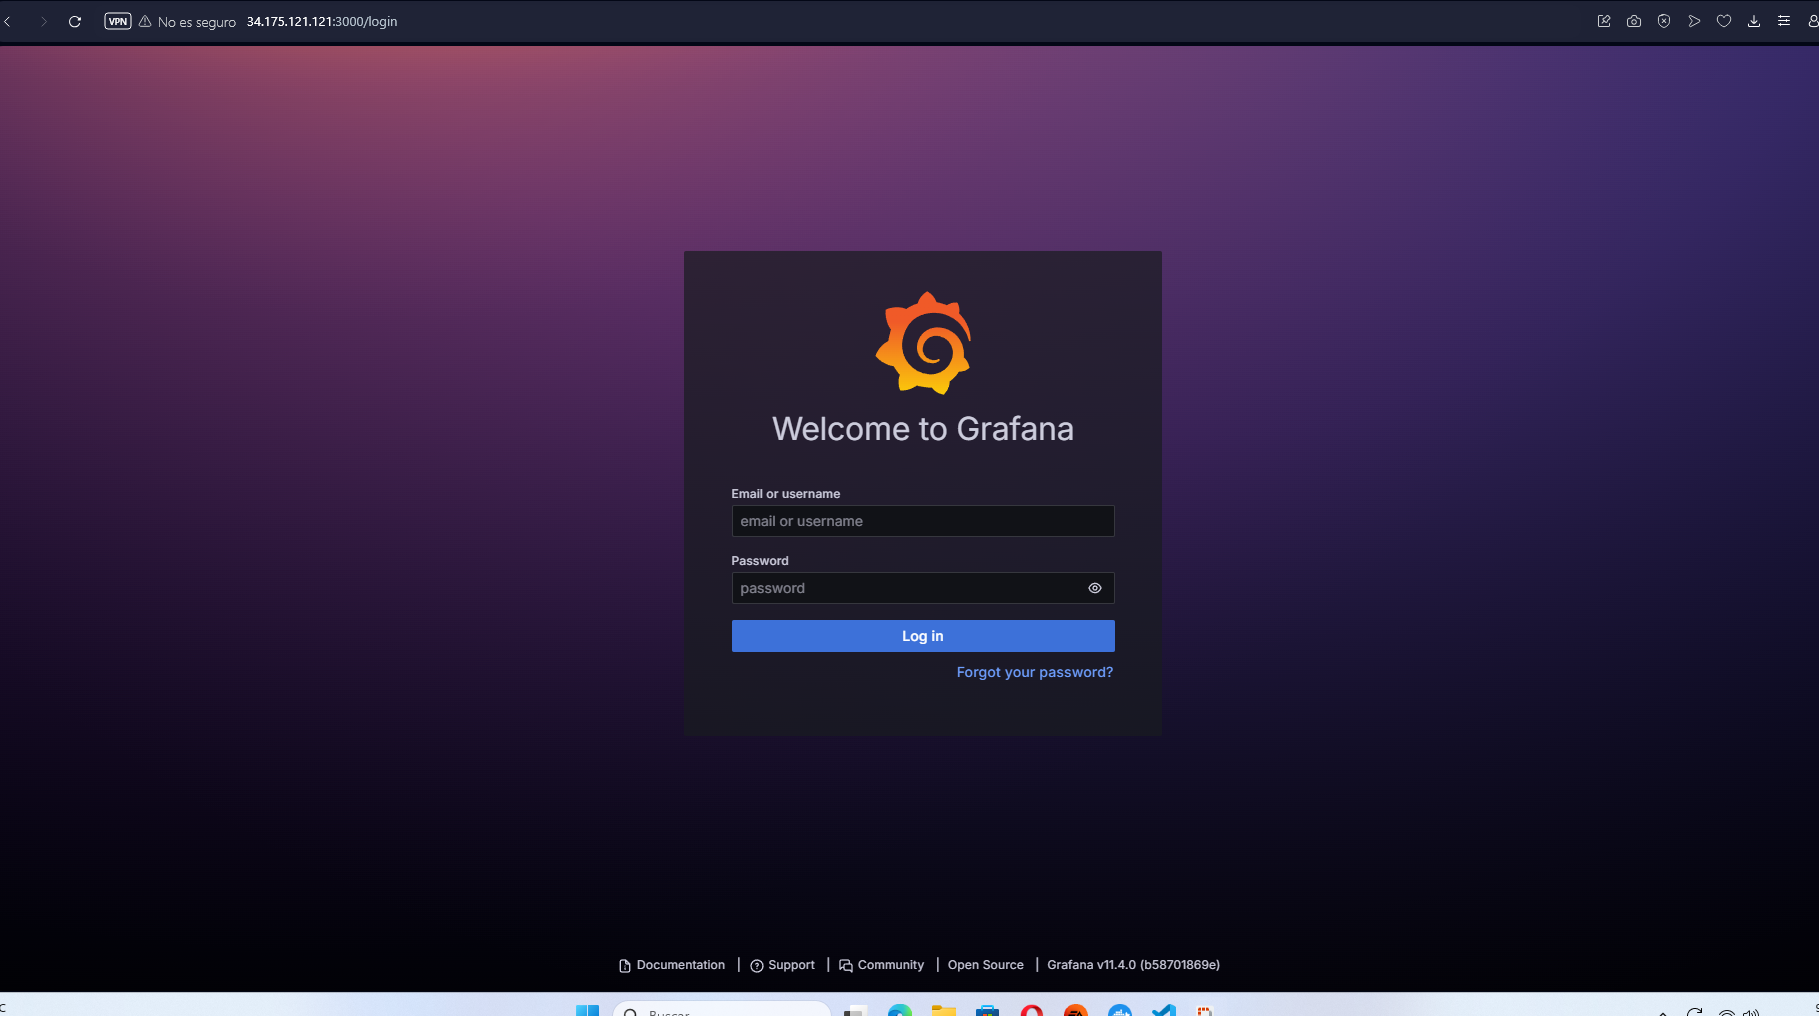 VPN No es seguro 34.175.121.121:3000/login
Welcome to Grafana
Email or username
email or username
Password
password
Log in
Forgot your password?
Documentation | Support | Community | Open Source | Grafana v11.4.0 (b58701869e)
Buscar